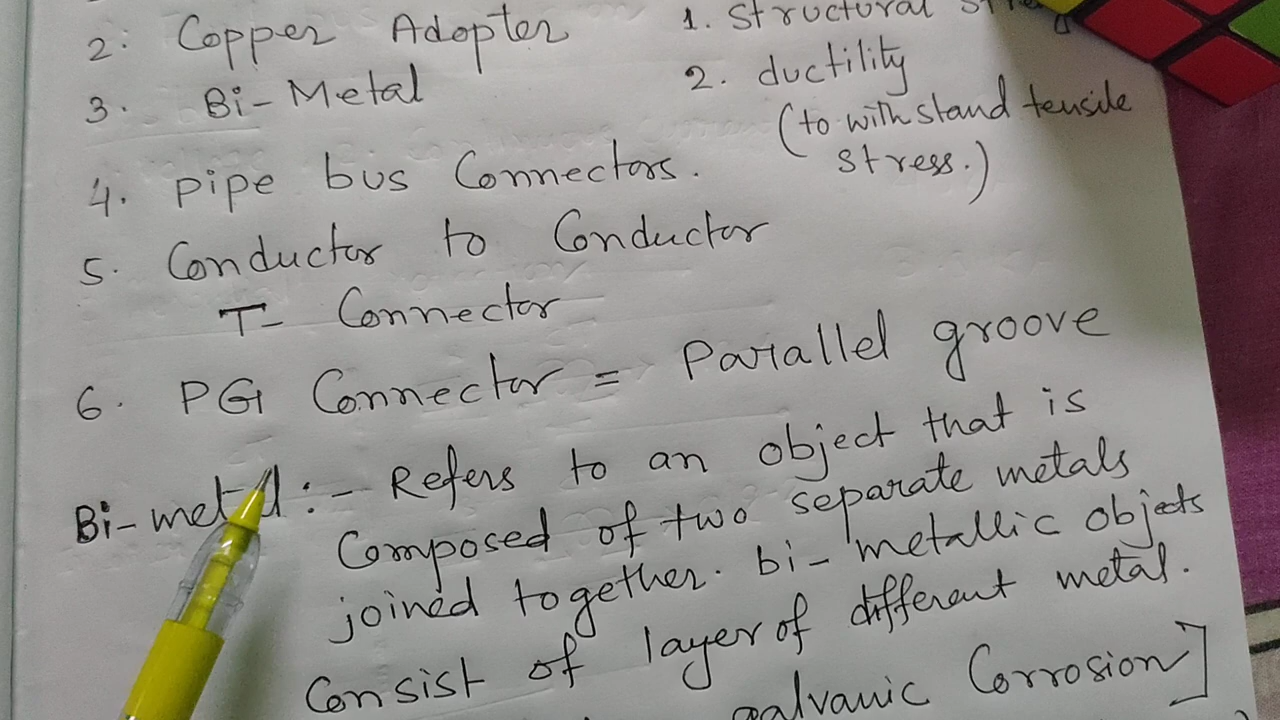 2. Copper Adopter
3. Bi-Metal
4. pipe bus Connectors.
5. Conductor to Conductor
T- Connector
6. PG Connector = Parallel groove
1. structural
2. ductility
(to withstand tensile
stress.)
Bi-metal:- Refers to an object that is
Composed of two separate metals
joined together. bi-metallic objects
Consist of layer of different metal.
galvanic Corrosion]